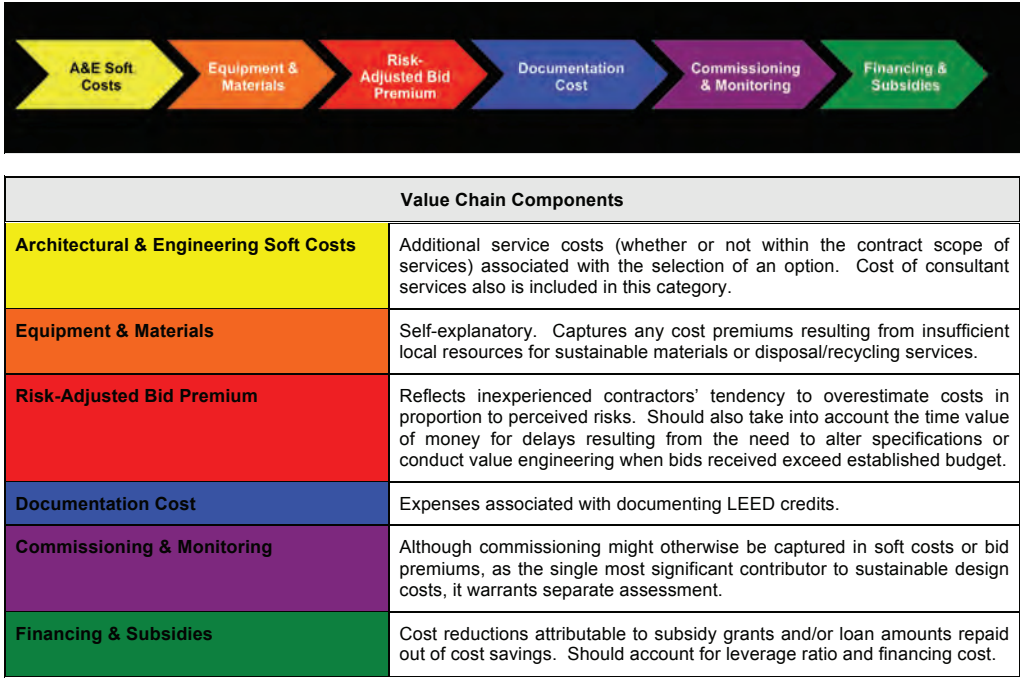 A&E Soft
Costs
Equipment &
Materials
Risk-
Adjusted Bid
Premium
Documentation
Cost
Commissioning
& Monitoring
Financing &
Subsidies
Value Chain Components
Architectural & Engineering Soft Costs
Additional service costs (whether or not within the contract scope of
services) associated with the selection of an option. Cost of consultant
services also is included in this category.
Equipment & Materials
Self-explanatory. Captures any cost premiums resulting from insufficient
local resources for sustainable materials or disposal/recycling services.
Risk-Adjusted Bid Premium
Reflects inexperienced contractors’ tendency to overestimate costs in
proportion to perceived risks. Should also take into account the time value
of money for delays resulting from the need to alter specifications or
conduct value engineering when bids received exceed established budget.
Documentation Cost
Expenses associated with documenting LEED credits.
Commissioning & Monitoring
Although commissioning might otherwise be captured in soft costs or bid
premiums, as the single most significant contributor to sustainable design
costs, it warrants separate assessment.
Financing & Subsidies
Cost reductions attributable to subsidy grants and/or loan amounts repaid
out of cost savings. Should account for leverage ratio and financing cost.